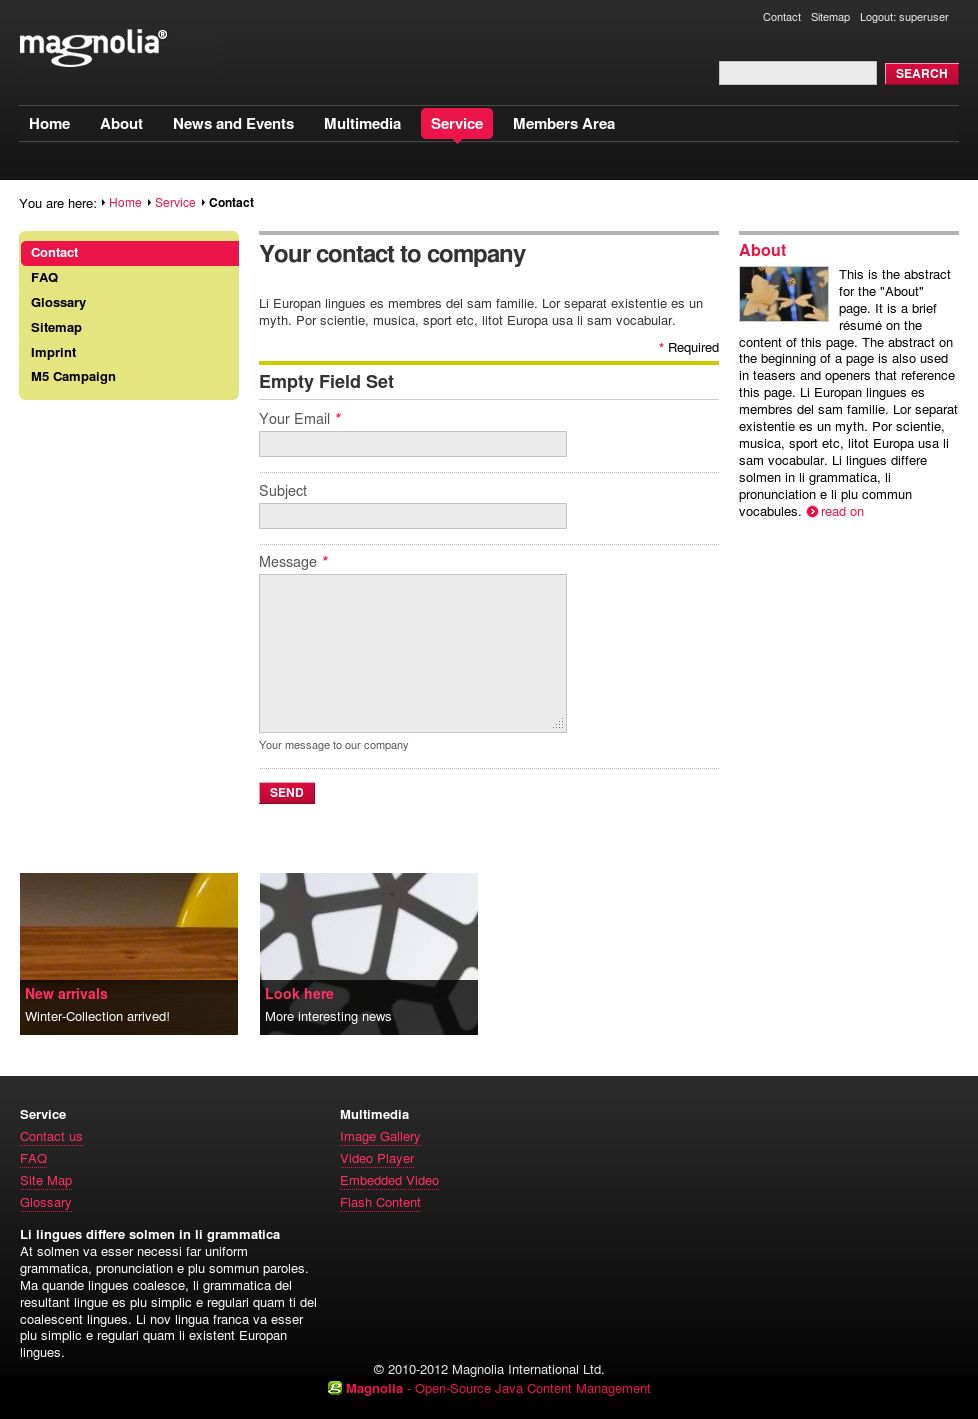 Contact Sitemap Logout: superuser
magnolia®
SEARCH
Home About News and Events Multimedia Service Members Area
You are here: Home Service Contact
Contact
FAQ
Glossary
Sitemap
Imprint
M5 Campaign
Your contact to company
Li Europan lingues es membres del sam familie. Lor separat existentie es un
myth. Por scientie, musica, sport etc, litot Europa usa li sam vocabular.
* Required
Empty Field Set
Your Email *
Subject
Message *
Your message to our company
SEND
About
This is the abstract
for the "About"
page. It is a brief
résumé on the
content of this page. The abstract on
the beginning of a page is also used
in teasers and openers that reference
this page. Li Europan lingues es
membres del sam familie. Lor separat
existentie es un myth. Por scientie,
musica, sport etc, litot Europa usa li
sam vocabular. Li lingues differe
solmen in li grammatica, li
pronunciation e li plu commun
vocabules. read on
New arrivals
Winter-Collection arrived!
Look here
More interesting news
Service
Contact us
FAQ
Site Map
Glossary
Multimedia
Image Gallery
Video Player
Embedded Video
Flash Content
Li lingues differe solmen in li grammatica
At solmen va esser necessi far uniform
grammatica, pronunciation e plu sommun paroles.
Ma quande lingues coalesce, li grammatica del
resultant lingue es plu simplic e regulari quam ti del
coalescent lingues. Li nov lingua franca va esser
plu simplic e regulari quam li existent Europan
lingues.
© 2010-2012 Magnolia International Ltd.
Magnolia - Open-Source Java Content Management